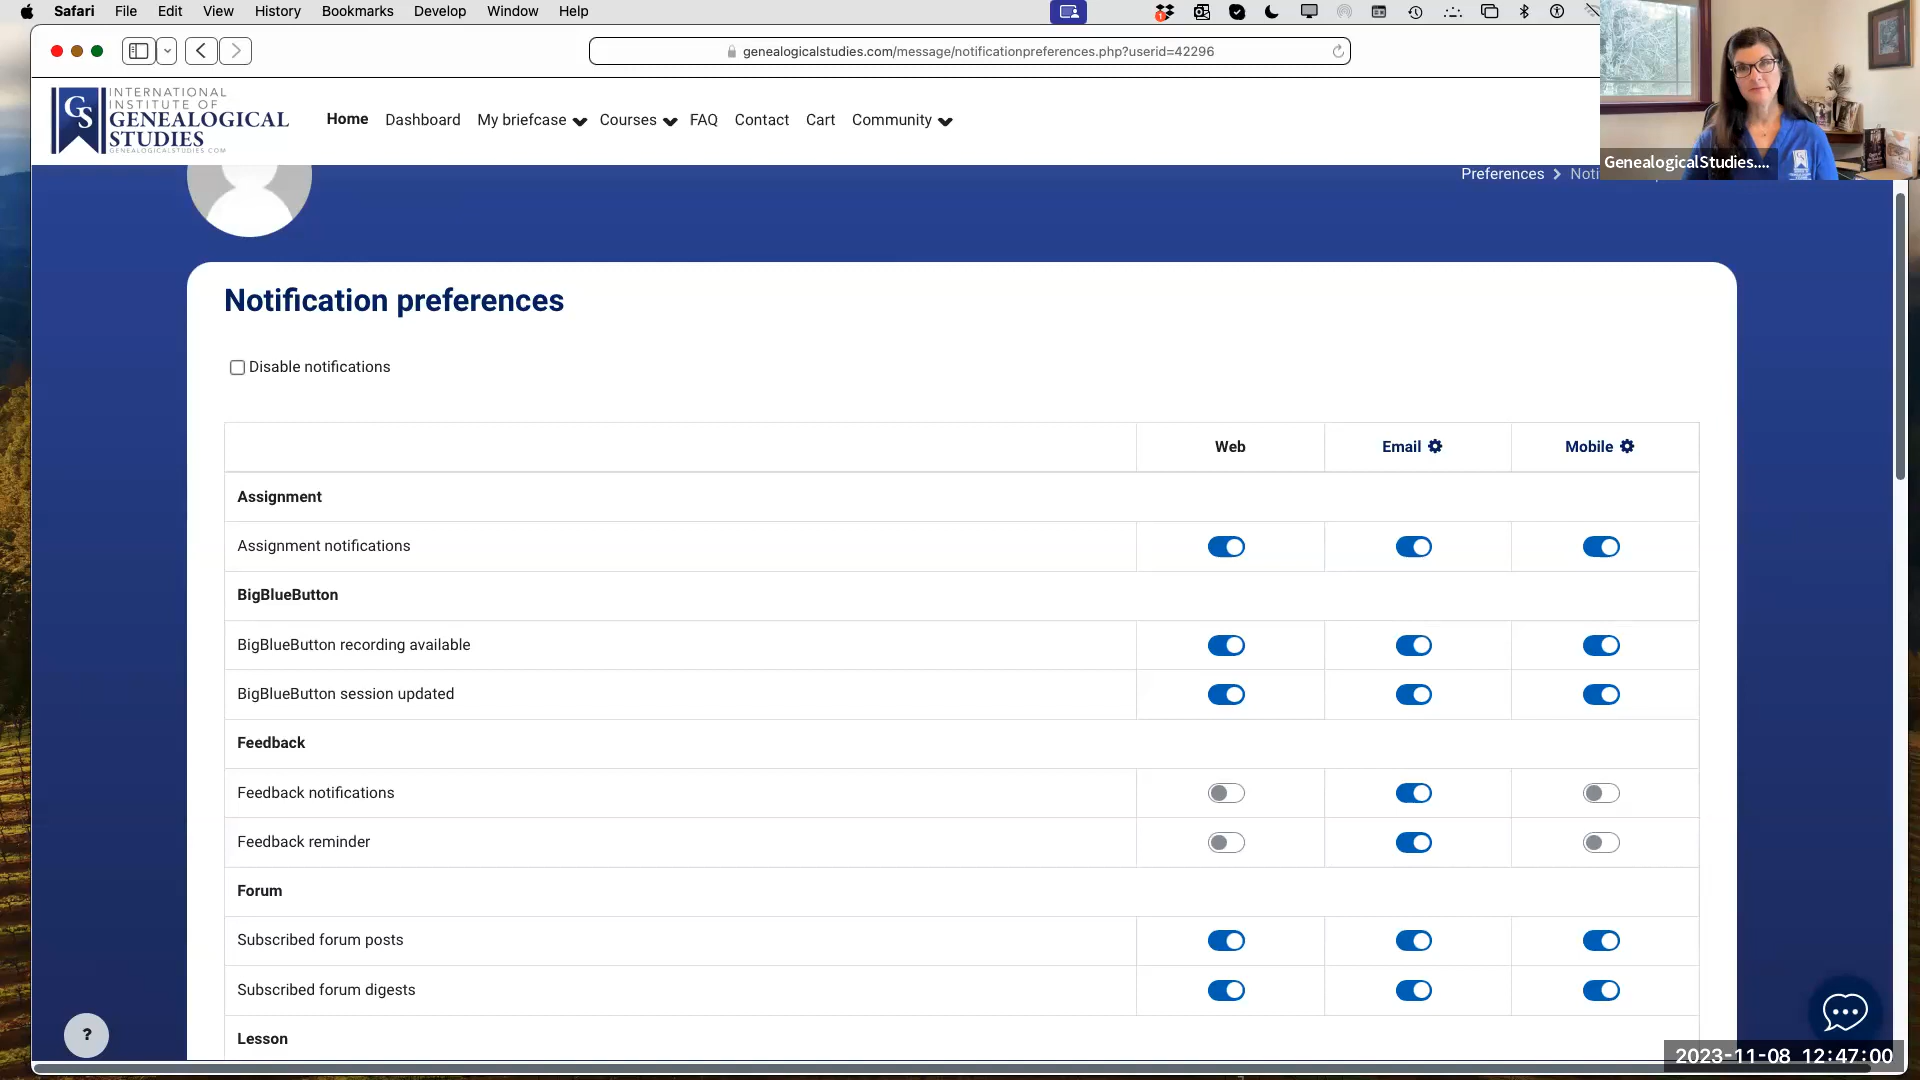 Safari File Edit View History Bookmarks Develop Window Help
genealogicalstudies.com/message/notificationpreferences.php?userid=42296
GS INTERNATIONAL
INSTITUTE OF
GENEALOGICAL
STUDIES
GENEALOGICALSTUDIES.COM
Home Dashboard My briefcase Courses FAQ Contact Cart Community
GenealogicalStudies....
Preferences > Noti
Notification preferences
Disable notifications
Web Email Mobile
Assignment
Assignment notifications
BigBlueButton
BigBlueButton recording available
BigBlueButton session updated
Feedback
Feedback notifications
Feedback reminder
Forum
Subscribed forum posts
Subscribed forum digests
Lesson
?
2023-11-08 12:47:00